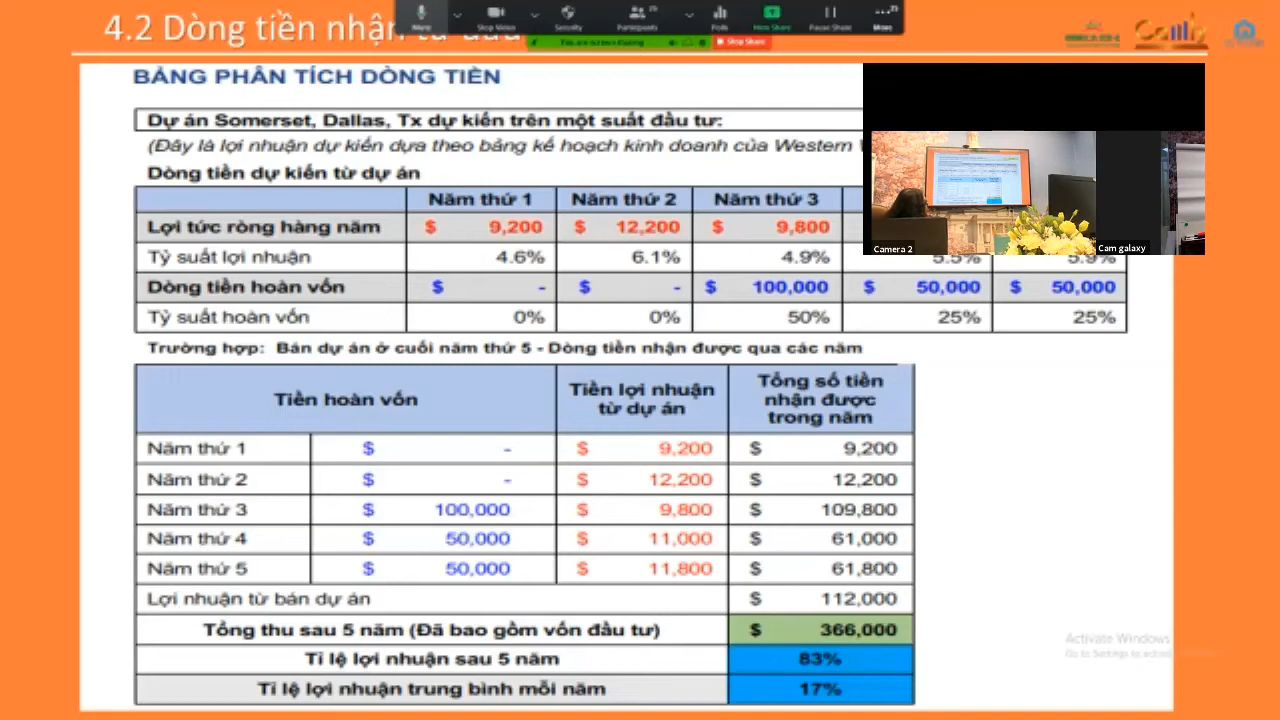 4.2 Dòng tiền nhận từ đầu
Stop Video Security Participants Polls New Share Pause Share More
Stop Share
BẢNG PHÂN TÍCH DÒNG TIỀN
Dự án Somerset, Dallas, Tx dự kiến trên một suất đầu tư:
(Đây là lợi nhuận dự kiến dựa theo bảng kế hoạch kinh doanh của Western
Dòng tiền dự kiến từ dự án
Năm thứ 1 Năm thứ 2 Năm thứ 3
Lợi tức ròng hàng năm $ 9,200 $ 12,200 $ 9,800
Tỷ suất lợi nhuận 4.6% 6.1% 4.9% 5.5% 5.9%
Dòng tiền hoàn vốn $ - $ - $ 100,000 $ 50,000 $ 50,000
Tỷ suất hoàn vốn 0% 0% 50% 25% 25%
Trường hợp: Bán dự án ở cuối năm thứ 5 - Dòng tiền nhận được qua các năm
Tiền hoàn vốn Tiền lợi nhuận từ dự án Tổng số tiền nhận được trong năm
Năm thứ 1 $ - $ 9,200 $ 9,200
Năm thứ 2 $ - $ 12,200 $ 12,200
Năm thứ 3 $ 100,000 $ 9,800 $ 109,800
Năm thứ 4 $ 50,000 $ 11,000 $ 61,000
Năm thứ 5 $ 50,000 $ 11,800 $ 61,800
Lợi nhuận từ bán dự án $ 112,000
Tổng thu sau 5 năm (Đã bao gồm vốn đầu tư) $ 366,000
Tỉ lệ lợi nhuận sau 5 năm 83%
Tỉ lệ lợi nhuận trung bình mỗi năm 17%
Camera 2
Cam galaxy
Activate Windows
Go to Settings to